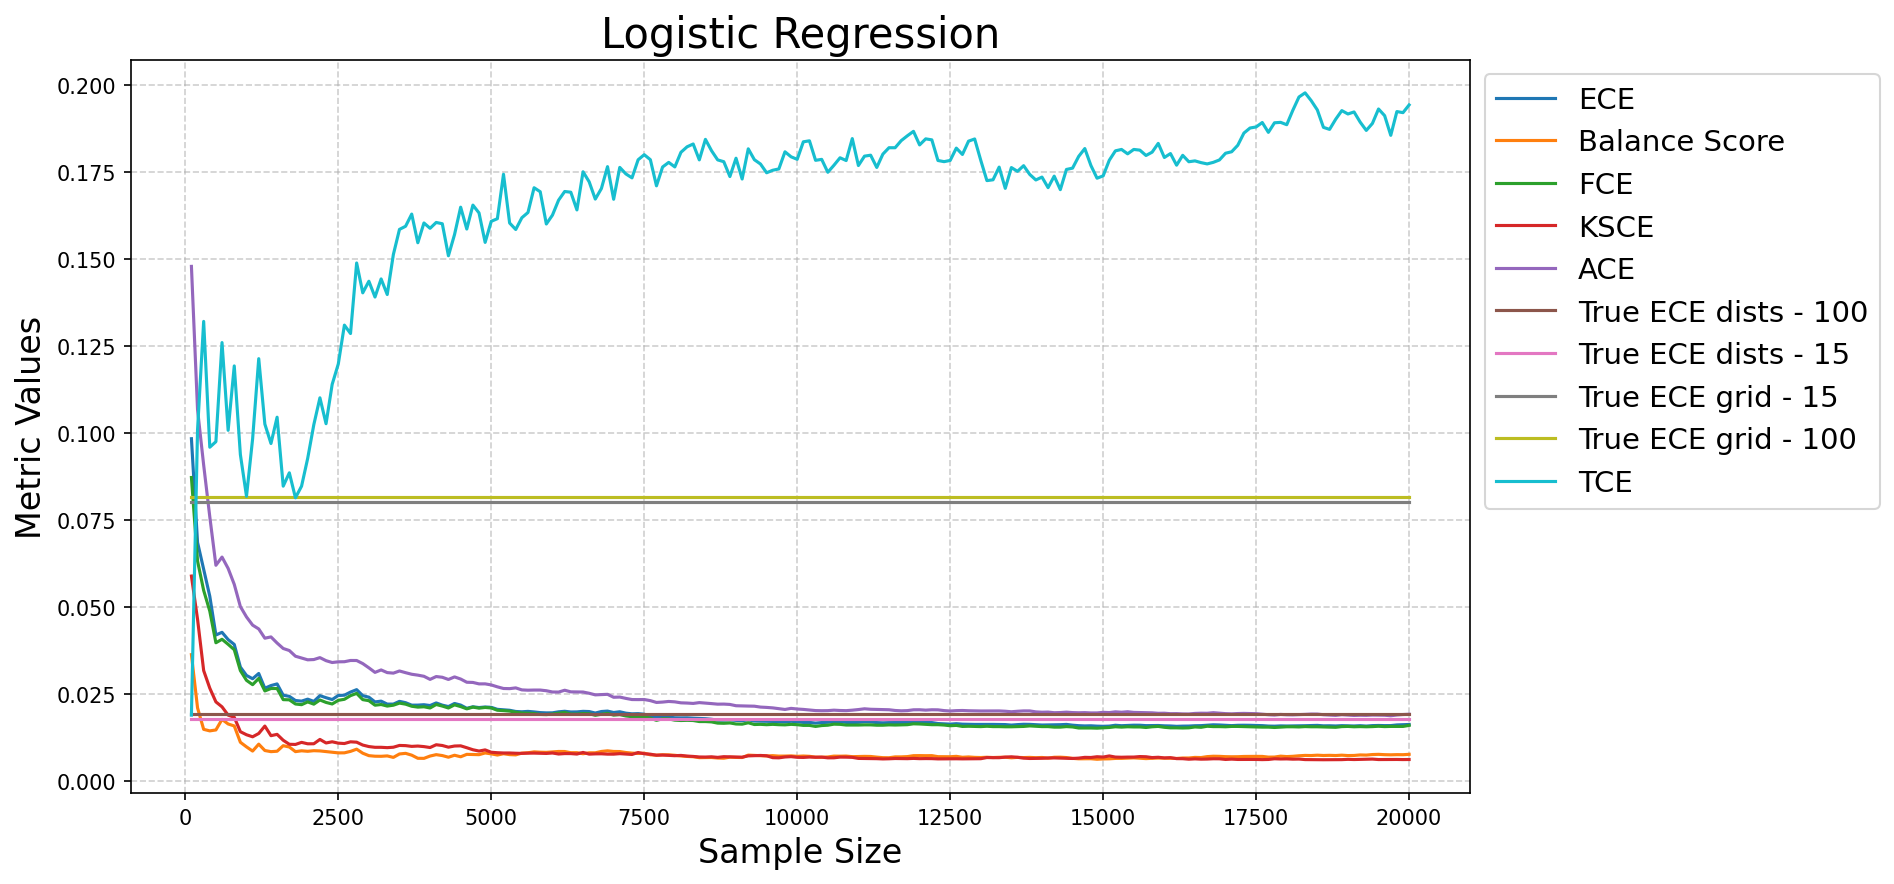 Logistic Regression
Metric Values
0.200
0.175
0.150
0.125
0.100
0.075
0.050
0.025
0.000
0
2500
5000
7500
10000
12500
15000
17500
20000
Sample Size
ECE
Balance Score
FCE
KSCE
ACE
True ECE dists - 100
True ECE dists - 15
True ECE grid - 15
True ECE grid - 100
TCE